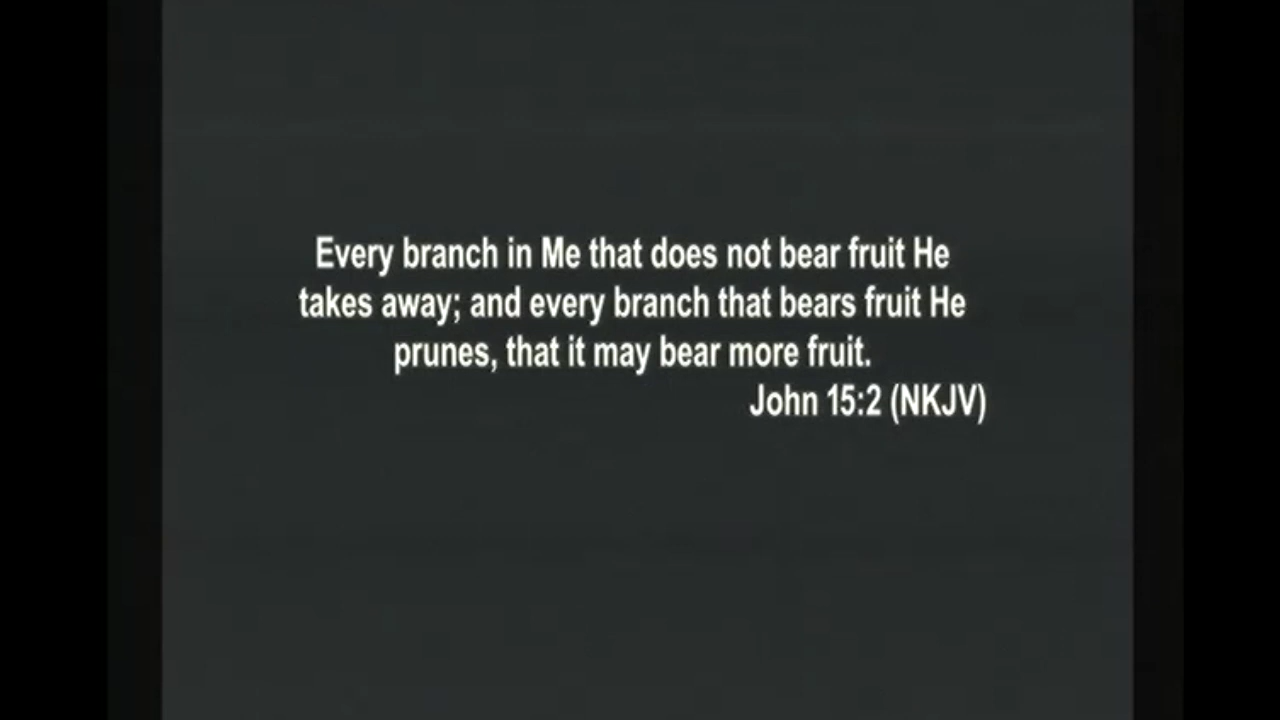 Every branch in Me that does not bear fruit He
takes away; and every branch that bears fruit He
prunes, that it may bear more fruit.
John 15:2 (NKJV)